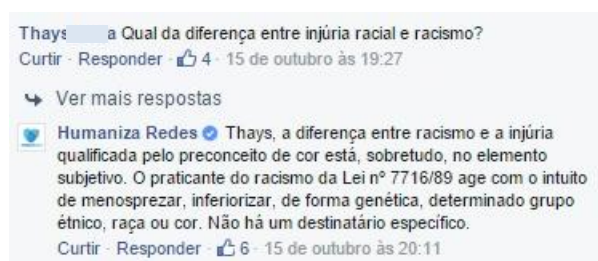 Thays a Qual da diferença entre injúria racial e racismo?
Curtir · Responder · 4 · 15 de outubro às 19:27
Ver mais respostas
Humaniza Redes Thays, a diferença entre racismo e a injúria
qualificada pelo preconceito de cor está, sobretudo, no elemento
subjetivo. O praticante do racismo da Lei nº 7716/89 age com o intuito
de menosprezar, inferiorizar, de forma genética, determinado grupo
étnico, raça ou cor. Não há um destinatário específico.
Curtir · Responder · 6 · 15 de outubro às 20:11